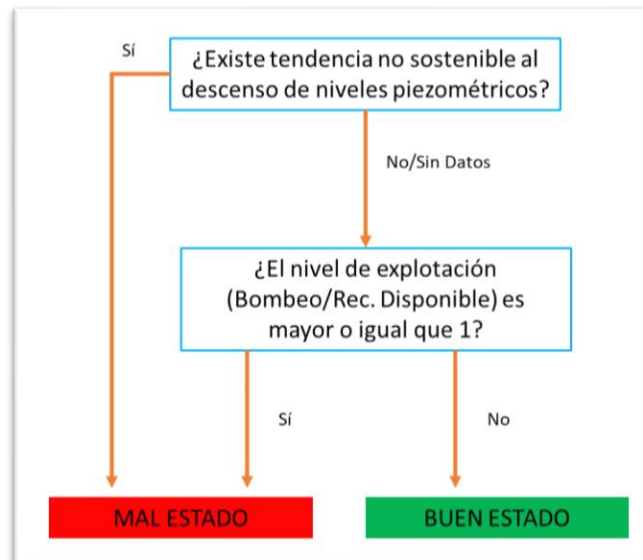 Sí
¿Existe tendencia no sostenible al
descenso de niveles piezométricos?
No/Sin Datos
¿El nivel de explotación
(Bombeo/Rec. Disponible) es
mayor o igual que 1?
Sí
No
MAL ESTADO
BUEN ESTADO